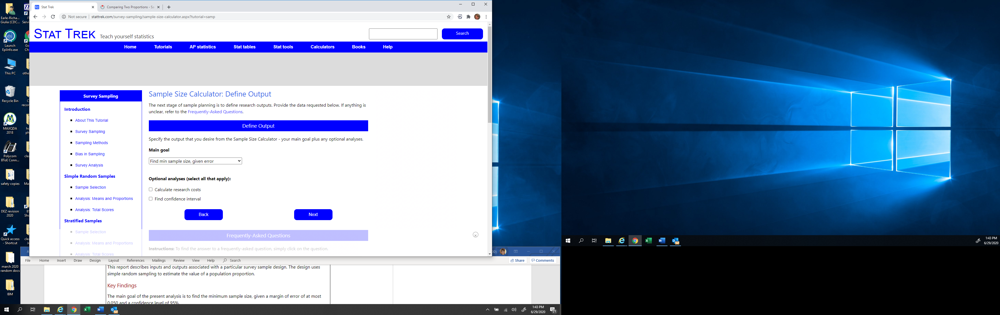 Stat Trek
Comparing Two Proportions - Sa
Not secure
stattrek.com/survey-sampling/sample-size-calculator.aspx?tutorial=samp
STAT TREK
Teach yourself statistics
Search
Home
Tutorials
AP statistics
Stat tables
Stat tools
Calculators
Books
Help
Survey Sampling
Introduction
About This Tutorial
Survey Sampling
Sampling Methods
Bias in Sampling
Survey Analysis
Simple Random Samples
Sample Selection
Analysis: Means and Proportions
Analysis: Total Scores
Stratified Samples
Sample Selection
Analysis: Means and Proportions
Analysis: Total Scores
Sample Size Calculator: Define Output
The next stage of sample planning is to define research outputs. Provide the data requested below. If anything is
unclear, refer to the Frequently-Asked Questions.
Define Output
Specify the output that you desire from the Sample Size Calculator - your main goal plus any optional analyses.
Main goal
Find min sample size, given error
Optional analyses (select all that apply):
Calculate research costs
Find confidence interval
Back
Next
Frequently-Asked Questions
Instructions: To find the answer to a frequently-asked question, simply click on the question.
Earle-Richa...
Giulia (CDC...
Launch
EpiInfo.exe
This PC
Recycle Bin
MAXQDA
2018
Polycom
BToE Conn...
safety copies
DEZ revision
2020
Quick access
- Shortcut
march 2020
random docs
IBM
File
Home
Insert
Draw
Design
Layout
References
Mailings
Review
View
Help
Search
Share
Comments
This report describes inputs and outputs associated with a particular survey sample design. The design uses
simple random sampling to estimate the value of a population proportion.
Key Findings
The main goal of the present analysis is to find the minimum sample size, given a margin of error of at most
0.050 and a confidence level of 95%.
1:43 PM
6/29/2020
21
1:43 PM
6/29/2020